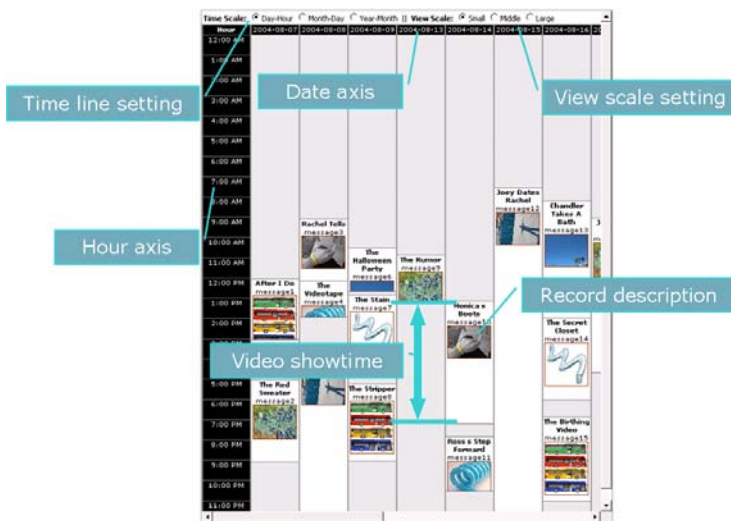 Time Scale: Day-Hour Month-Day Year-Month || View Scale: Small Middle Large
Hour 2004-08-07 2004-08-08 2004-08-09 2004-08-13 2004-08-14 2004-08-15 2004-08-16
12:00 AM
1:00 AM
3:00 AM
4:00 AM
5:00 AM
6:00 AM
7:00 AM
8:00 AM
9:00 AM
10:00 AM
11:00 AM
12:00 PM
1:00 PM
2:00 PM
5:00 PM
6:00 PM
7:00 PM
8:00 PM
9:00 PM
10:00 PM
11:00 PM
Time line setting
Date axis
View scale setting
Hour axis
Record description
Video showtime
After I Do
message1
The Red
Sweater
message2
Rachel Tells
message3
The
Videotape
message4
The
Halloween
Party
message6
The Stain
message7
The Stripper
message8
The Rumor
message9
Monica s
Boots
Ross s Step
Forward
message11
Joey Dates
Rachel
message12
Chandler
Takes A
Bath
message13
The Secret
Closet
message14
The Birthing
Video
message15